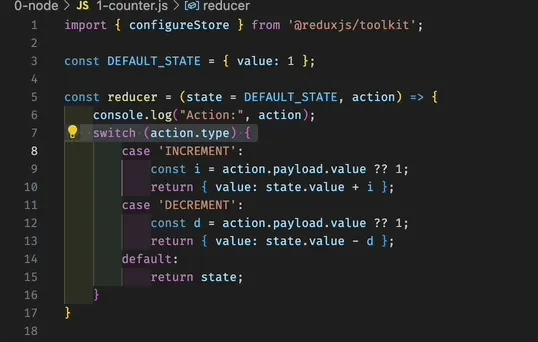 0-node > JS 1-counter.js > reducer
1 import { configureStore } from '@reduxjs/toolkit';
2
3 const DEFAULT_STATE = { value: 1 };
4
5 const reducer = (state = DEFAULT_STATE, action) => {
6 console.log("Action:", action);
7 switch (action.type) {
8 case 'INCREMENT':
9 const i = action.payload.value ?? 1;
10 return { value: state.value + i };
11 case 'DECREMENT':
12 const d = action.payload.value ?? 1;
13 return { value: state.value - d };
14 default:
15 return state;
16 }
17 }
18